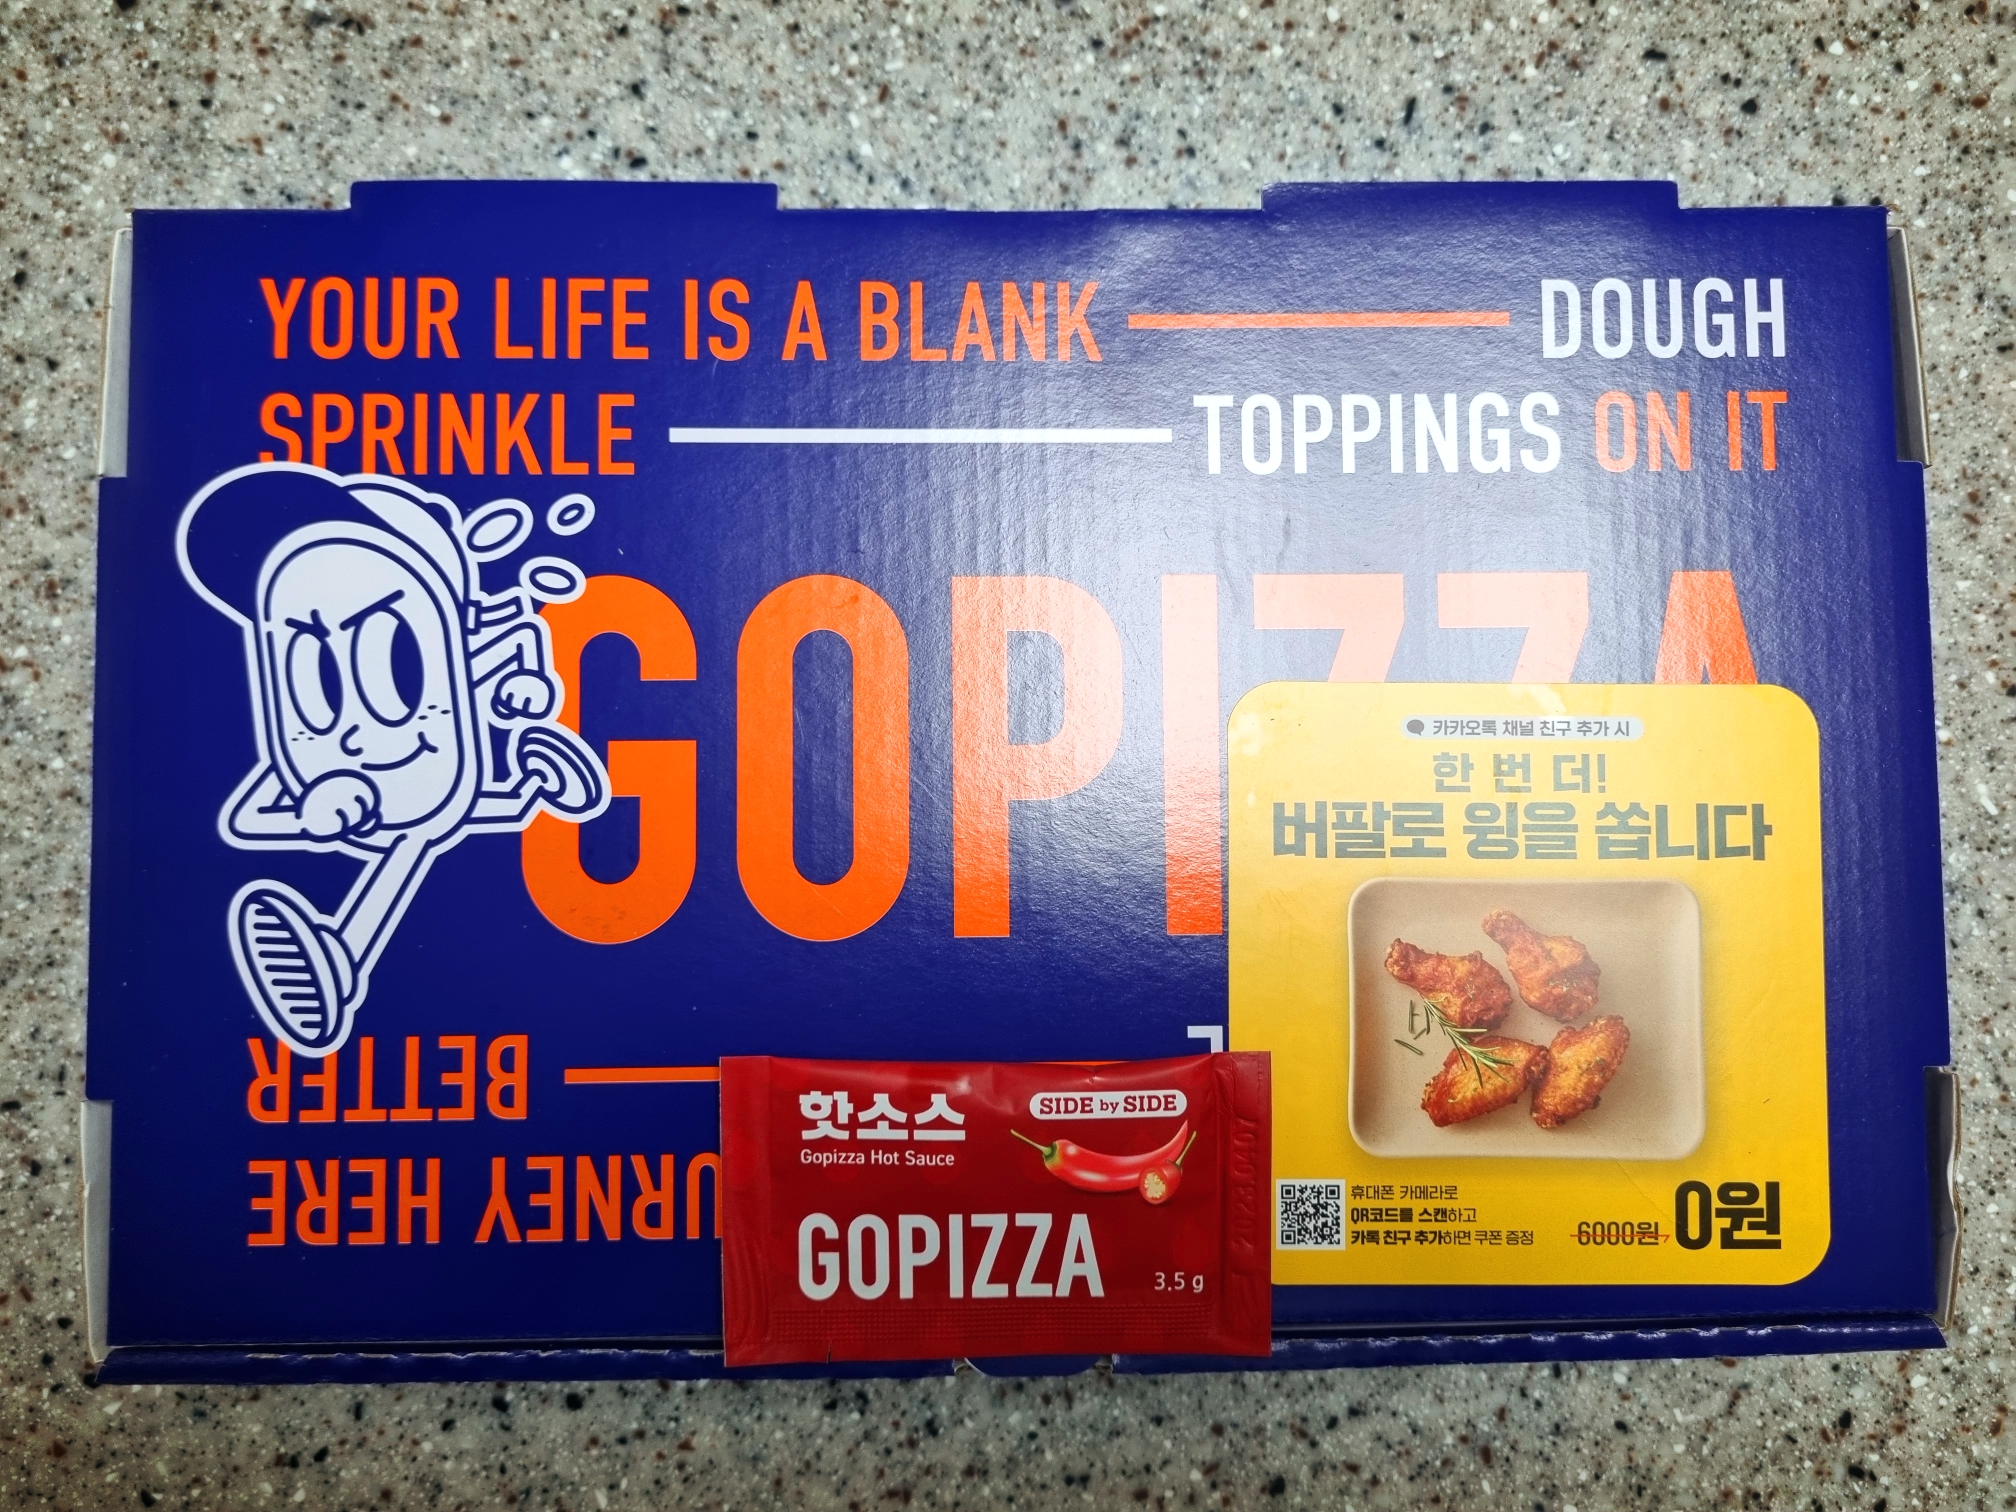 YOUR LIFE IS A BLANK DOUGH
SPRINKLE TOPPINGS ON IT
GOPIZZA
카카오톡 채널 친구 추가 시
한 번 더!
버팔로 윙을 쏩니다
휴대폰 카메라로
QR코드를 스캔하고
카톡 친구 추가하면 쿠폰 증정
6000원
0원
BETTER
HERE
핫소스
Gopizza Hot Sauce
SIDE by SIDE
GOPIZZA
3.5 g
2023.04.07